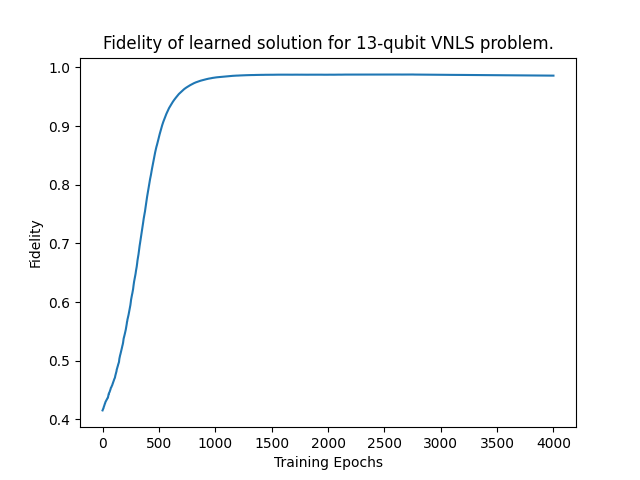 Fidelity of learned solution for 13-qubit VNLS problem.
1.0
0.9
0.8
0.7
0.6
0.5
0.4
Fidelity
0 500 1000 1500 2000 2500 3000 3500 4000
Training Epochs